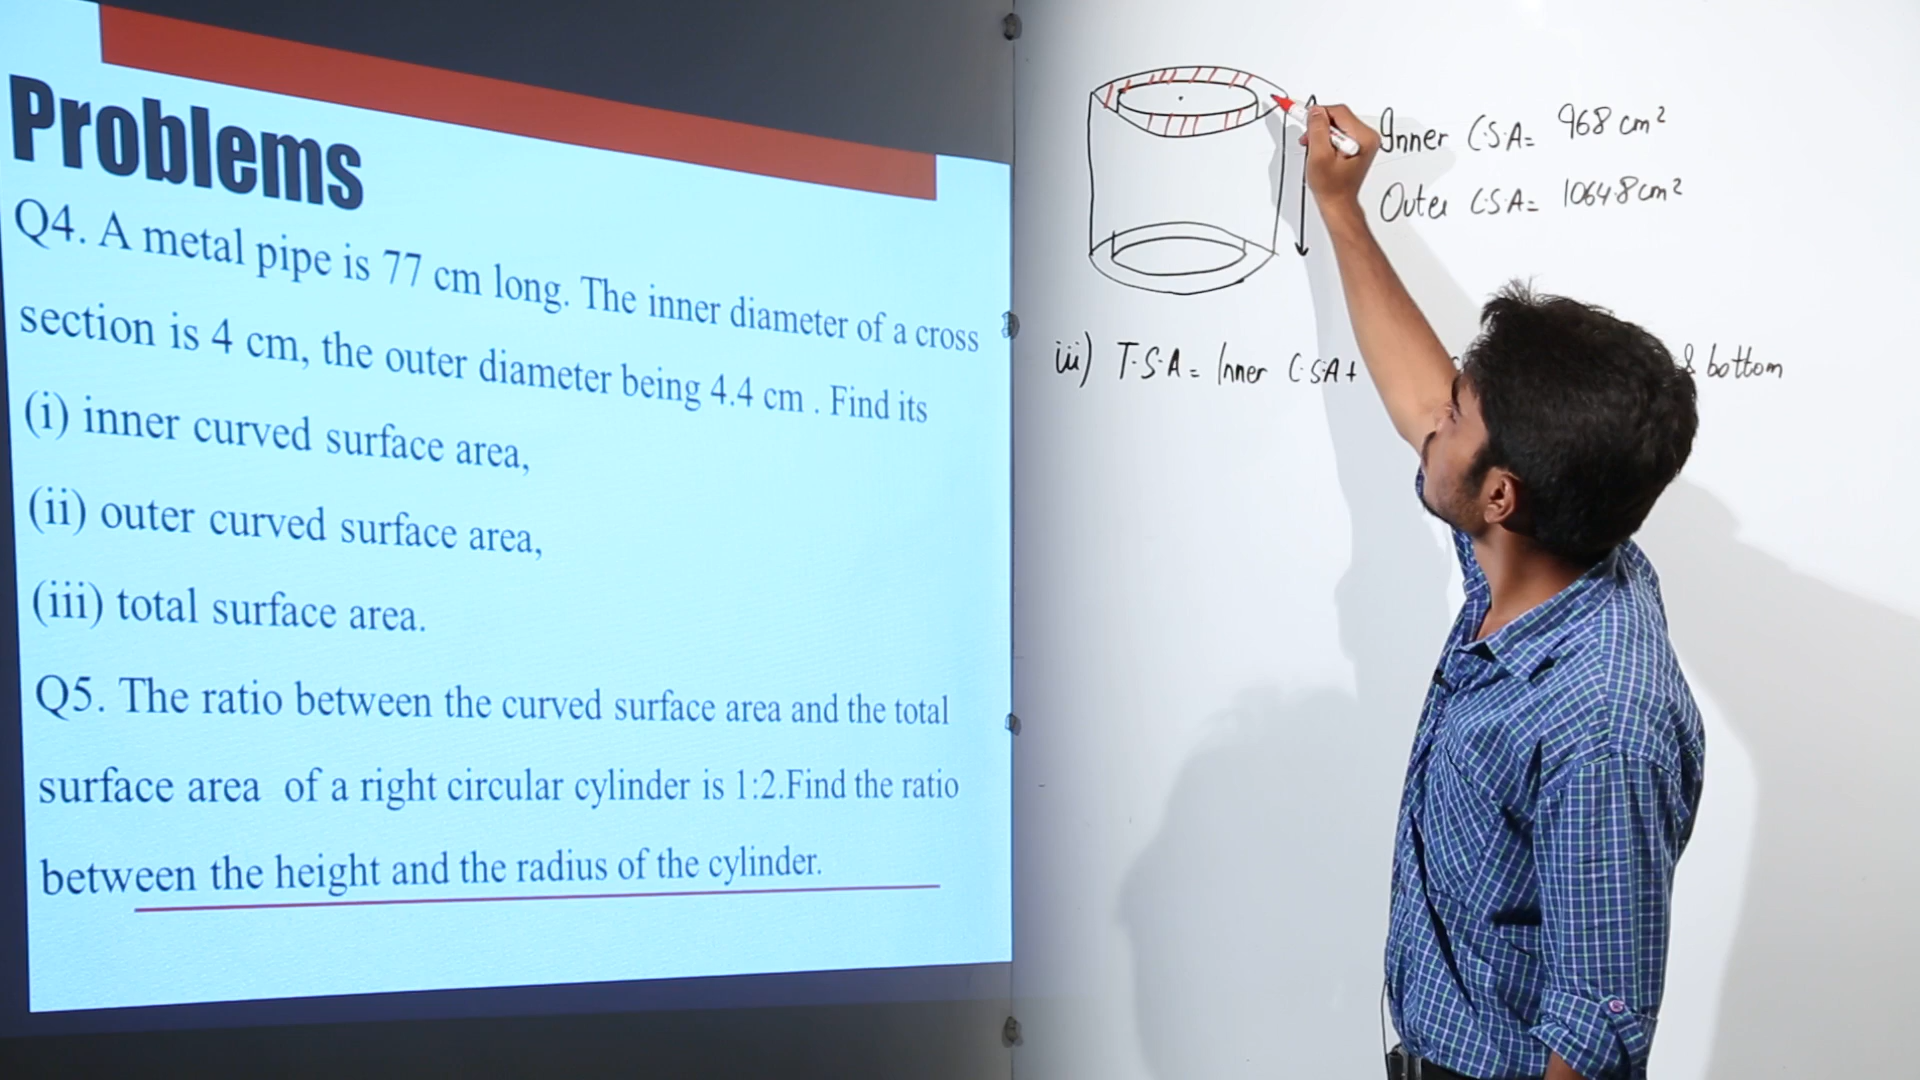 Problems
Q4. A metal pipe is 77 cm long. The inner diameter of a cross
section is 4 cm, the outer diameter being 4.4 cm . Find its
(i) inner curved surface area,
(ii) outer curved surface area,
(iii) total surface area.
Q5. The ratio between the curved surface area and the total
surface area of a right circular cylinder is 1:2.Find the ratio
between the height and the radius of the cylinder.
Inner C.S.A = 968 cm²
Outer C.S.A = 1064.8 cm²
iii) T.S.A = Inner C.S.A +
& bottom